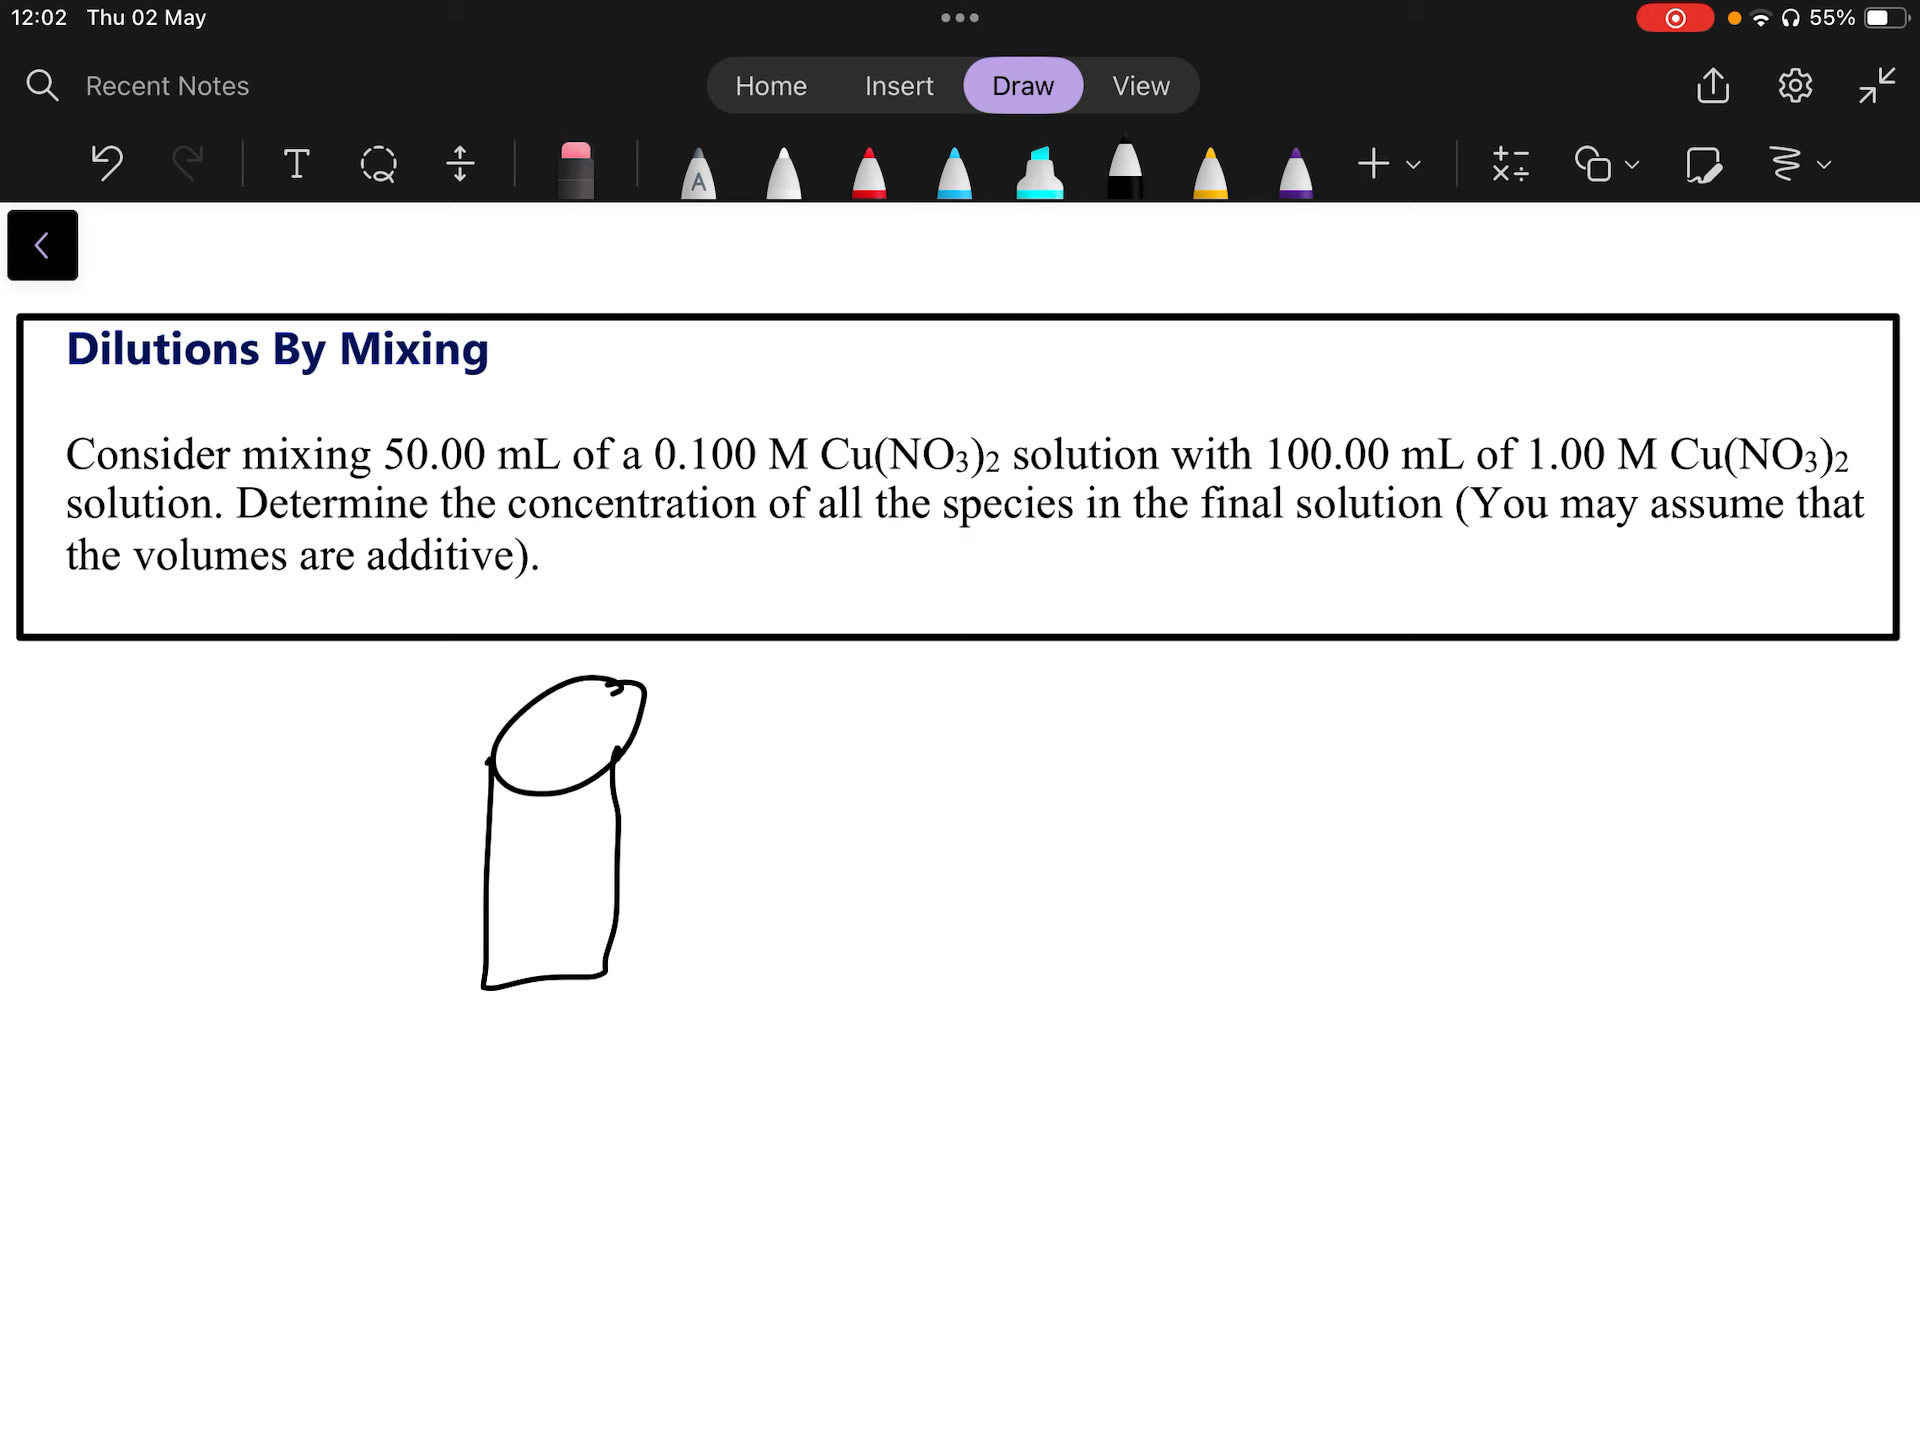 12:02 Thu 02 May
55%
Recent Notes
Home Insert Draw View
T
A
Dilutions By Mixing
Consider mixing 50.00 mL of a 0.100 M Cu(NO3)2 solution with 100.00 mL of 1.00 M Cu(NO3)2
solution. Determine the concentration of all the species in the final solution (You may assume that
the volumes are additive).